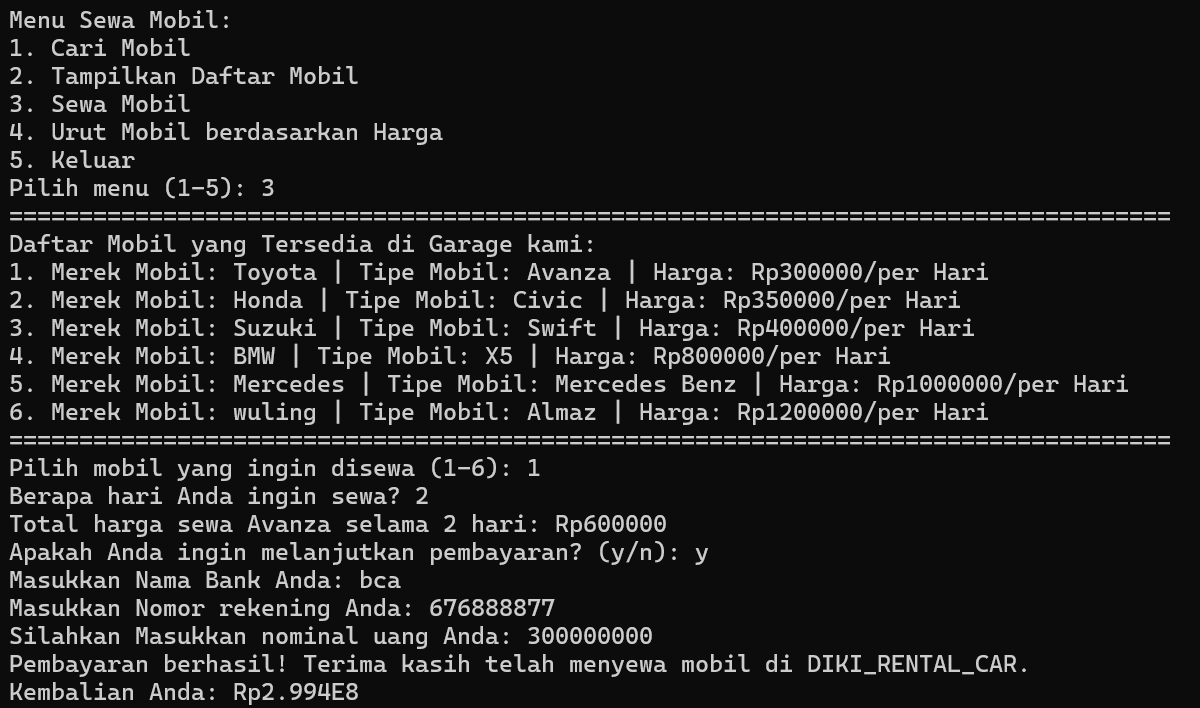 Menu Sewa Mobil:
1. Cari Mobil
2. Tampilkan Daftar Mobil
3. Sewa Mobil
4. Urut Mobil berdasarkan Harga
5. Keluar
Pilih menu (1-5): 3
===================================================================================
Daftar Mobil yang Tersedia di Garage kami:
1. Merek Mobil: Toyota | Tipe Mobil: Avanza | Harga: Rp300000/per Hari
2. Merek Mobil: Honda | Tipe Mobil: Civic | Harga: Rp350000/per Hari
3. Merek Mobil: Suzuki | Tipe Mobil: Swift | Harga: Rp400000/per Hari
4. Merek Mobil: BMW | Tipe Mobil: X5 | Harga: Rp800000/per Hari
5. Merek Mobil: Mercedes | Tipe Mobil: Mercedes Benz | Harga: Rp1000000/per Hari
6. Merek Mobil: wuling | Tipe Mobil: Almaz | Harga: Rp1200000/per Hari
===================================================================================
Pilih mobil yang ingin disewa (1-6): 1
Berapa hari Anda ingin sewa? 2
Total harga sewa Avanza selama 2 hari: Rp600000
Apakah Anda ingin melanjutkan pembayaran? (y/n): y
Masukkan Nama Bank Anda: bca
Masukkan Nomor rekening Anda: 676888877
Silahkan Masukkan nominal uang Anda: 300000000
Pembayaran berhasil! Terima kasih telah menyewa mobil di DIKI_RENTAL_CAR.
Kembalian Anda: Rp2.994E8